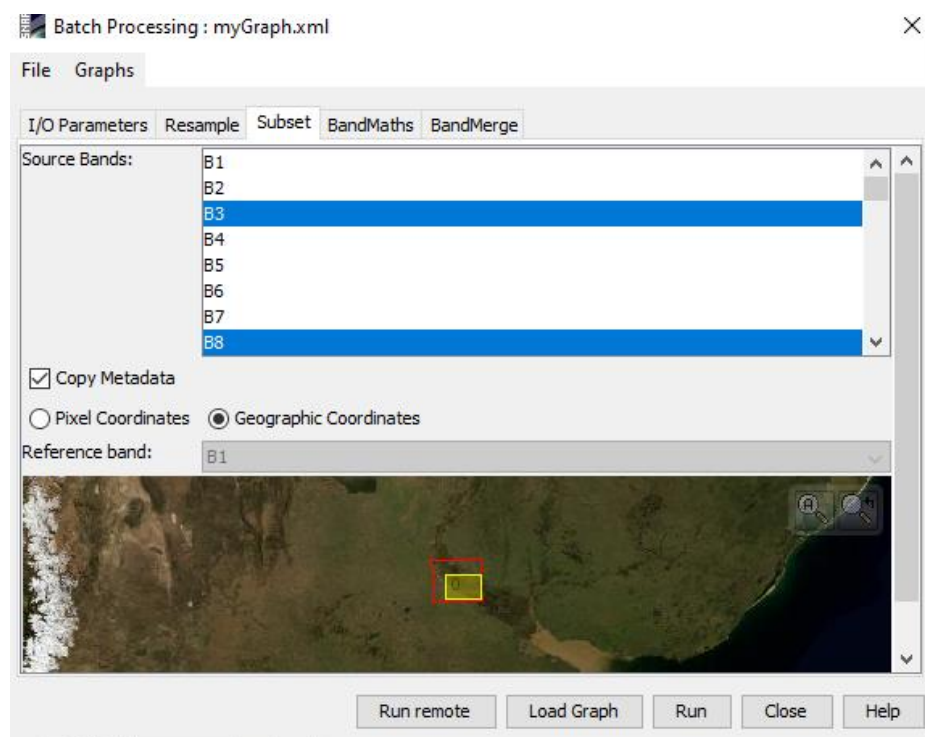 Batch Processing : myGraph.xml
File Graphs
I/O Parameters Resample Subset BandMaths BandMerge
Source Bands:
B1
B2
B3
B4
B5
B6
B7
B8
Copy Metadata
Pixel Coordinates Geographic Coordinates
Reference band:
B1
Run remote Load Graph Run Close Help